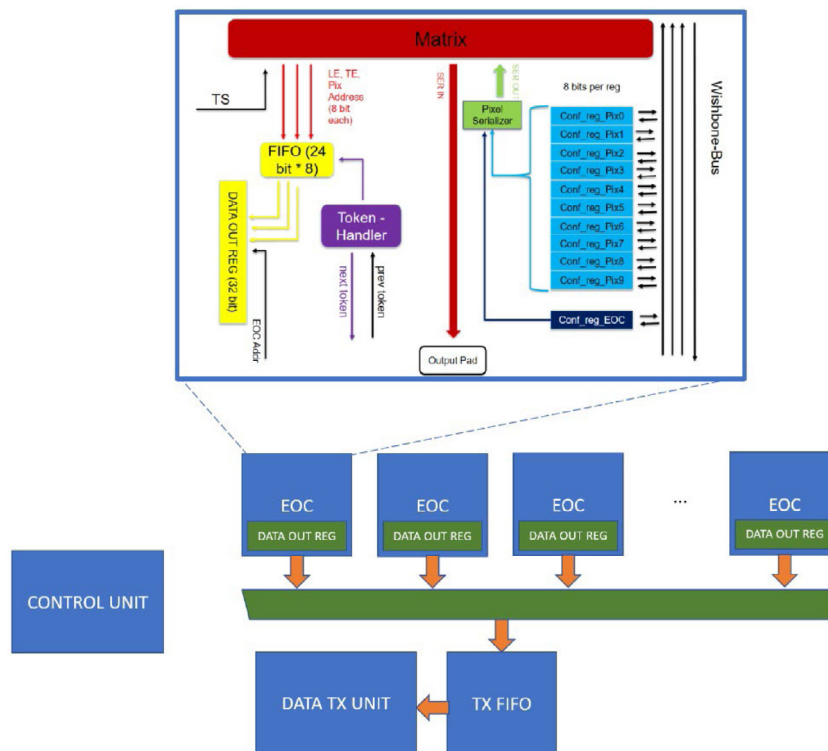 Matrix
TS
LE, TE,
Pix
Address
(8 bit
each)
SER IN
SER OUT
8 bits per reg
Pixel
Serializer
FIFO (24
bit * 8)
DATA OUT REG (32 bit)
Token -
Handler
next token
prev token
EOC Addr
Conf_reg_Pix0
Conf_reg_Pix1
Conf_reg_Pix2
Conf_reg_Pix3
Conf_reg_Pix4
Conf_reg_Pix5
Conf_reg_Pix6
Conf_reg_Pix7
Conf_reg_Pix8
Conf_reg_Pix9
Conf_reg_EOC
Wishbone-Bus
Output Pad
EOC
DATA OUT REG
EOC
DATA OUT REG
EOC
DATA OUT REG
...
EOC
DATA OUT REG
CONTROL UNIT
DATA TX UNIT
TX FIFO